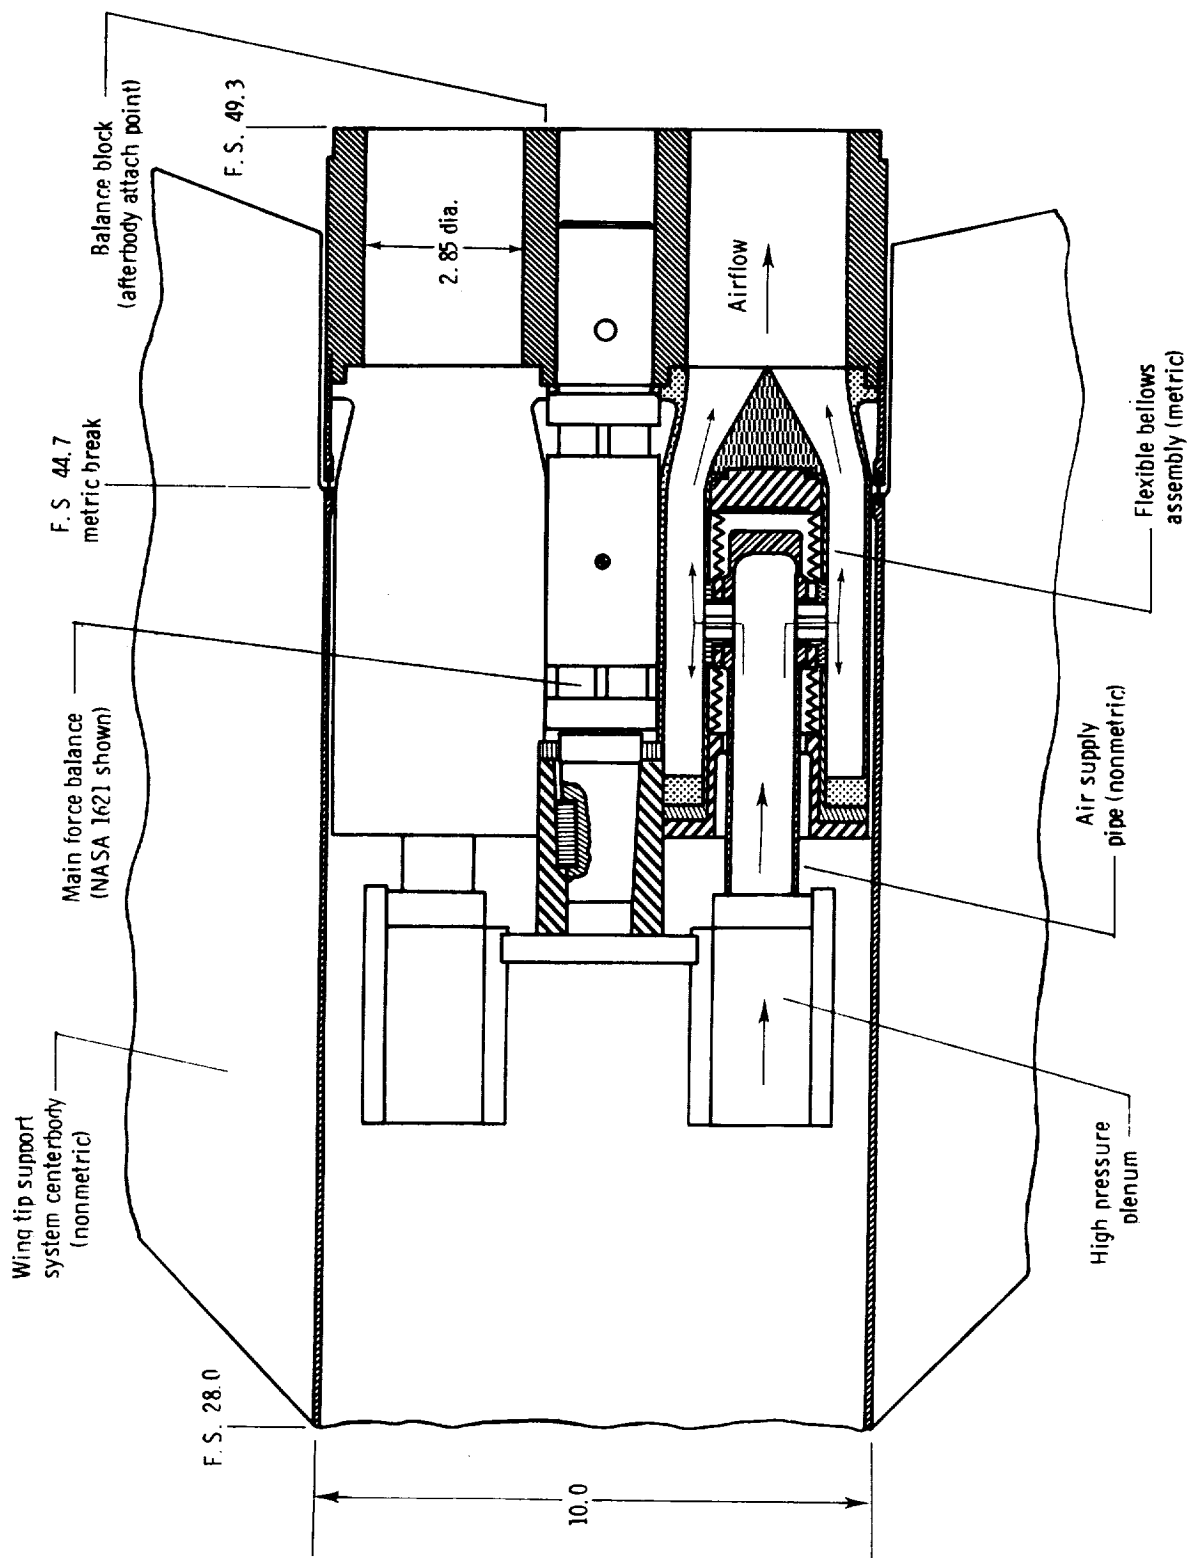 Wing tip support
system centerbody
(nonmetric)
Main force balance
(NASA 1621 shown)
F. S 44.7
metric break
Balance block
(afterbody attach point)
F. S. 49.3
F. S. 28.0
2.85 dia.
Airflow
10.0
High pressure
plenum
Air supply
pipe (nonmetric)
Flexible bellows
assembly (metric)